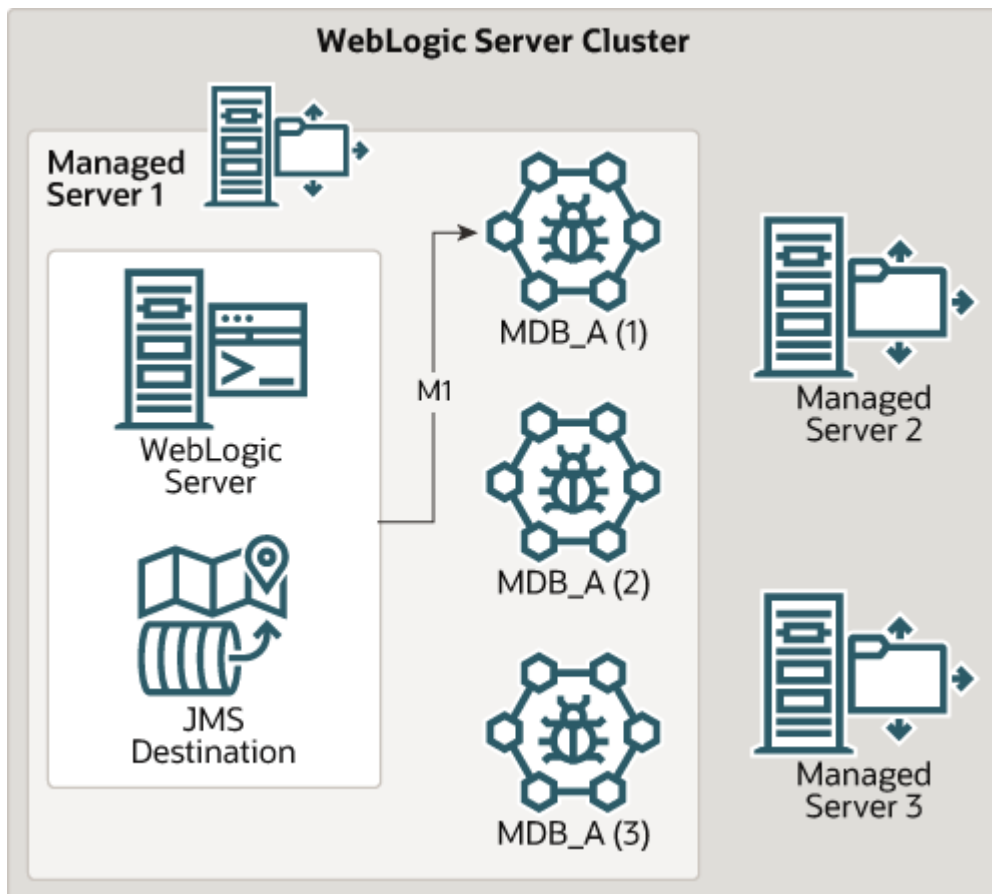 WebLogic Server Cluster
Managed
Server 1
WebLogic
Server
JMS
Destination
M1
MDB_A (1)
MDB_A (2)
MDB_A (3)
Managed
Server 2
Managed
Server 3